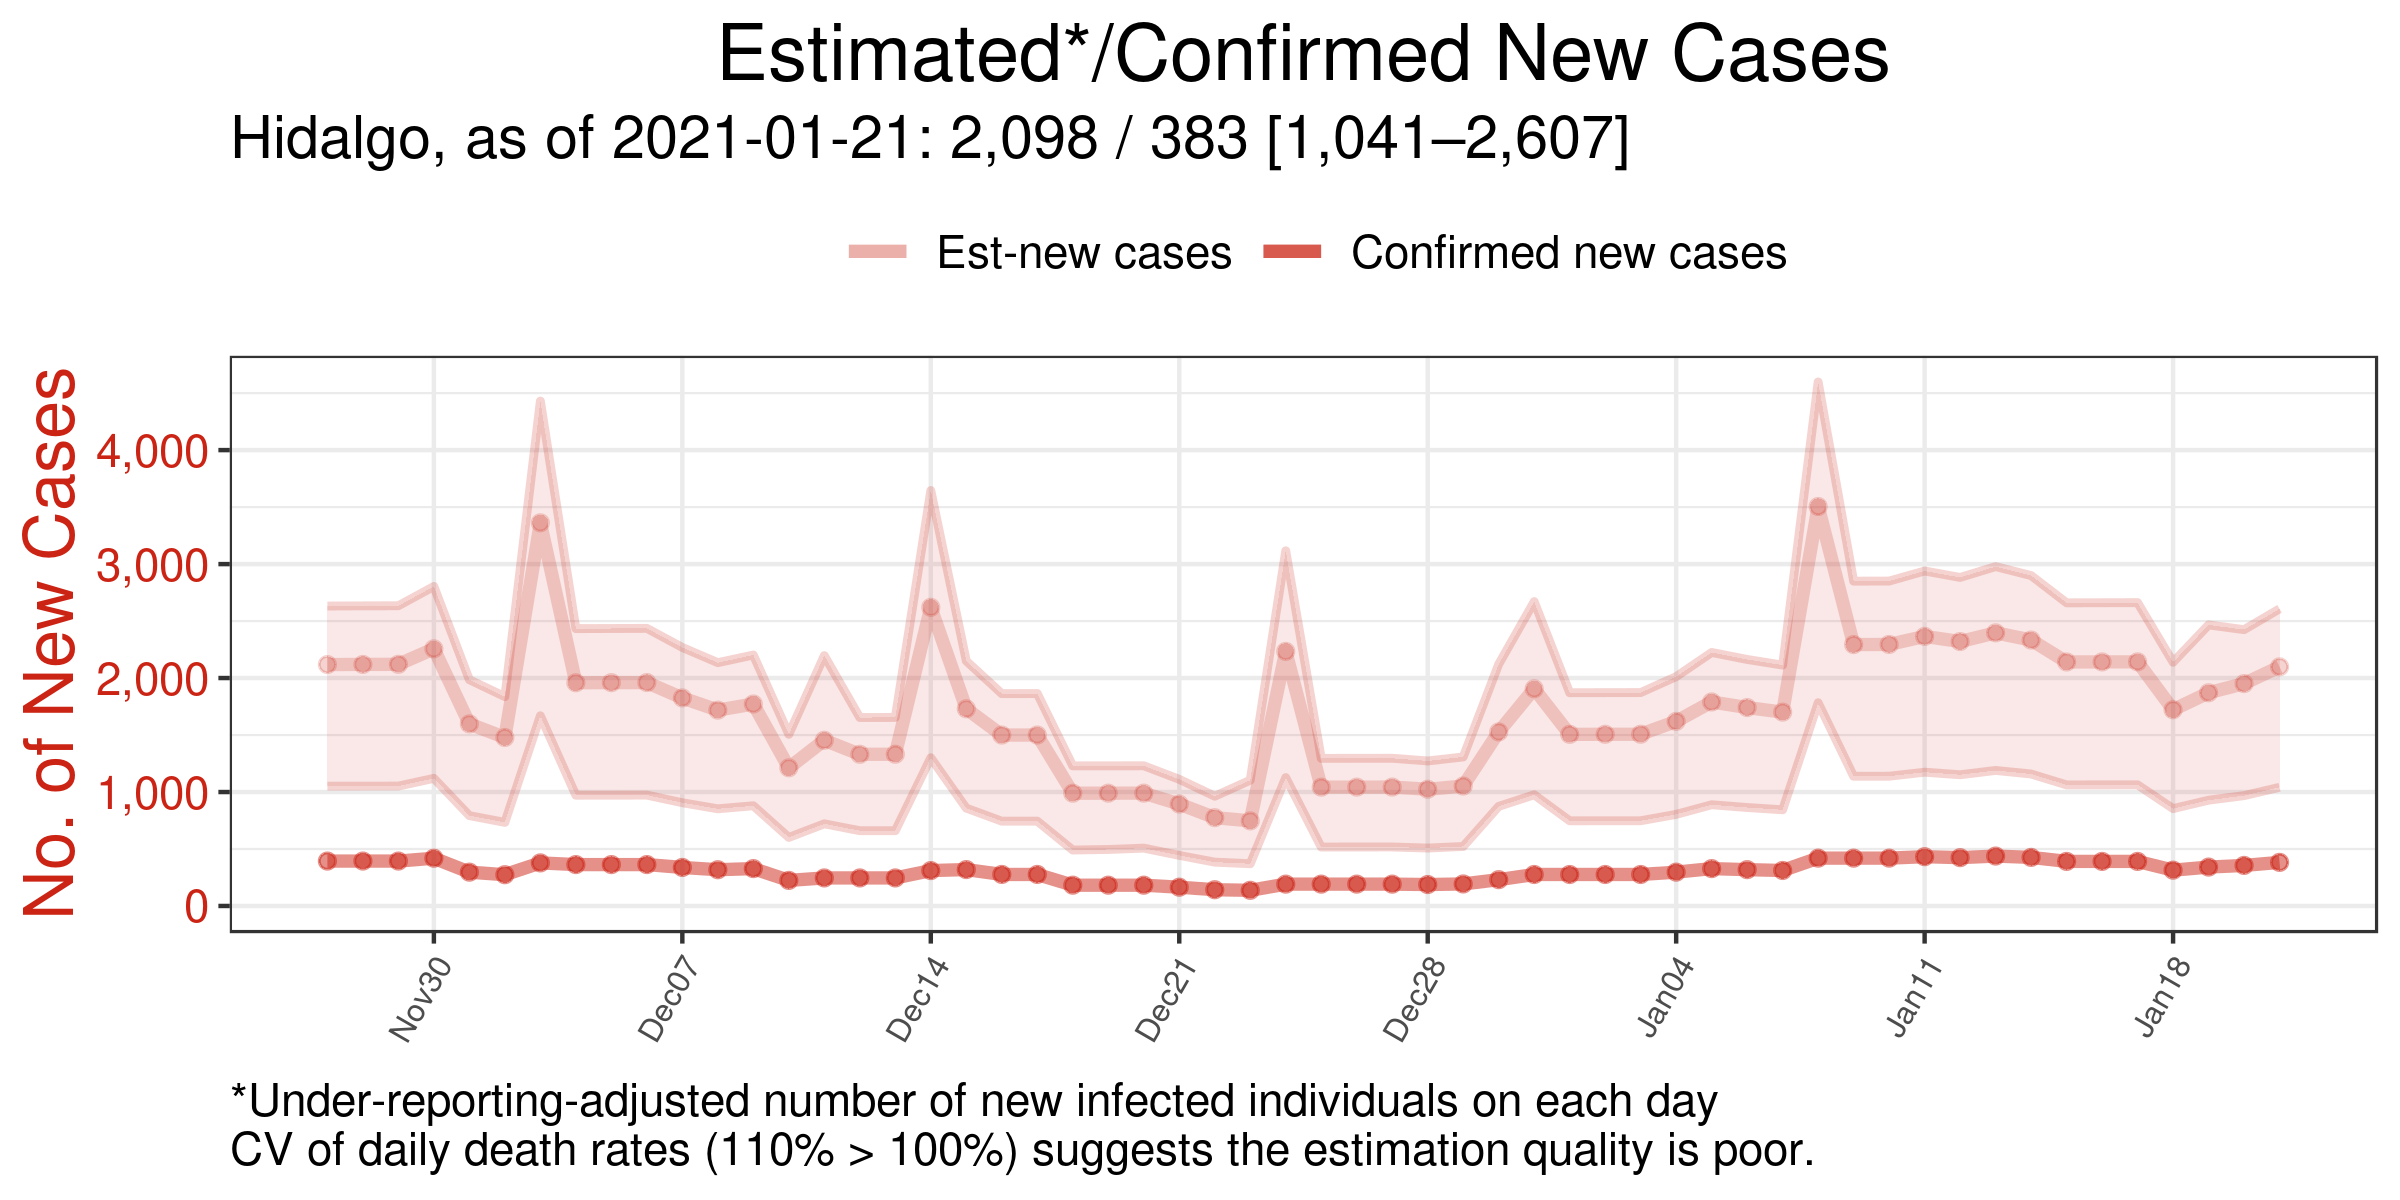 Estimated*/Confirmed New Cases
Hidalgo, as of 2021-01-21: 2,098 / 383 [1,041–2,607]
Est-new cases Confirmed new cases
No. of New Cases
4,000
3,000
2,000
1,000
0
Nov30 Dec07 Dec14 Dec21 Dec28 Jan04 Jan11 Jan18
*Under-reporting-adjusted number of new infected individuals on each day
CV of daily death rates (110% > 100%) suggests the estimation quality is poor.